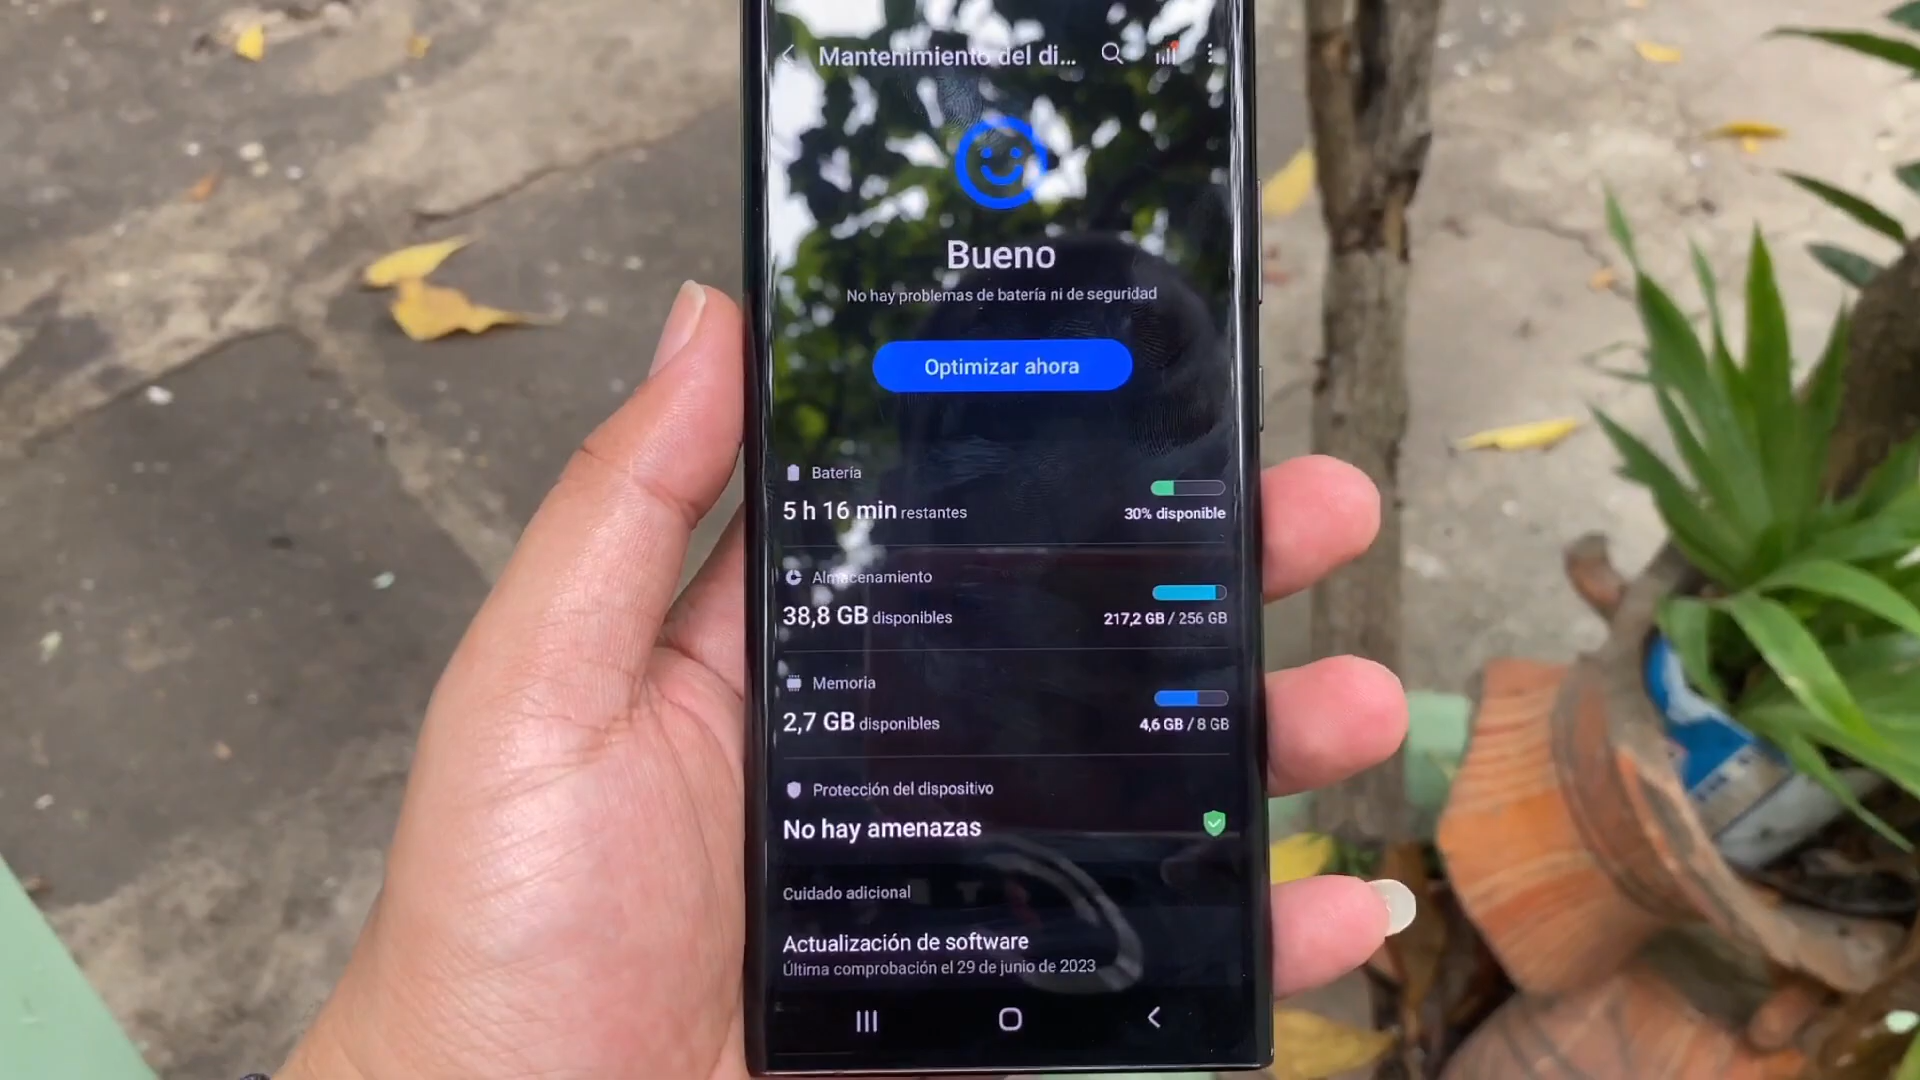 Mantenimiento del di...
Bueno
No hay problemas de batería ni de seguridad
Optimizar ahora
Batería
5 h 16 min restantes
30% disponible
Almacenamiento
38,8 GB disponibles
217,2 GB / 256 GB
Memoria
2,7 GB disponibles
4,6 GB / 8 GB
Protección del dispositivo
No hay amenazas
Cuidado adicional
Actualización de software
Última comprobación el 29 de junio de 2023